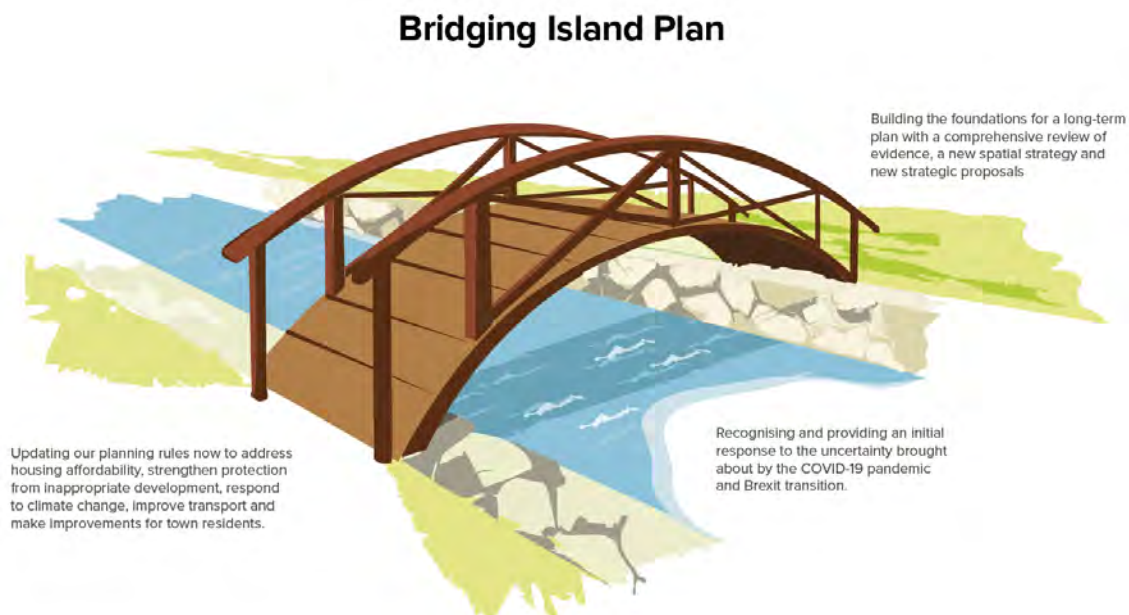 Bridging Island Plan
Building the foundations for a long-term
plan with a comprehensive review of
evidence, a new spatial strategy and
new strategic proposals
Updating our planning rules now to address
housing affordability, strengthen protection
from inappropriate development, respond
to climate change, improve transport and
make improvements for town residents.
Recognising and providing an initial
response to the uncertainty brought
about by the COVID-19 pandemic
and Brexit transition.